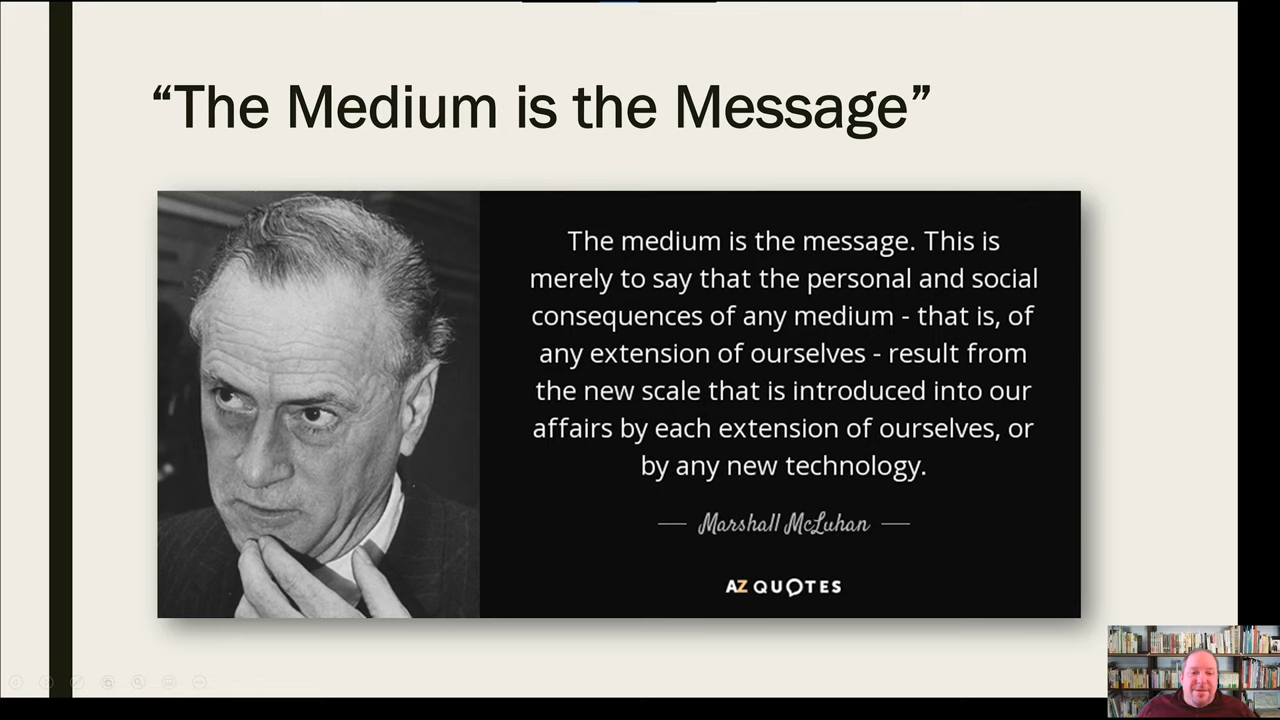 “The Medium is the Message”
The medium is the message. This is
merely to say that the personal and social
consequences of any medium - that is, of
any extension of ourselves - result from
the new scale that is introduced into our
affairs by each extension of ourselves, or
by any new technology.
Marshall McLuhan
AZ QUOTES